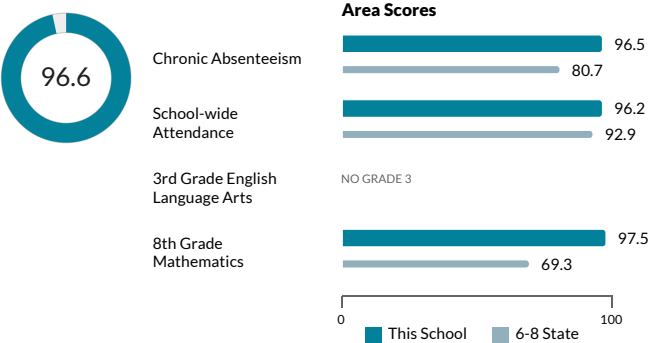 Area Scores
96.6
Chronic Absenteeism
96.5
80.7
School-wide
Attendance
96.2
92.9
3rd Grade English
Language Arts
NO GRADE 3
8th Grade
Mathematics
97.5
69.3
0
100
This School
6-8 State